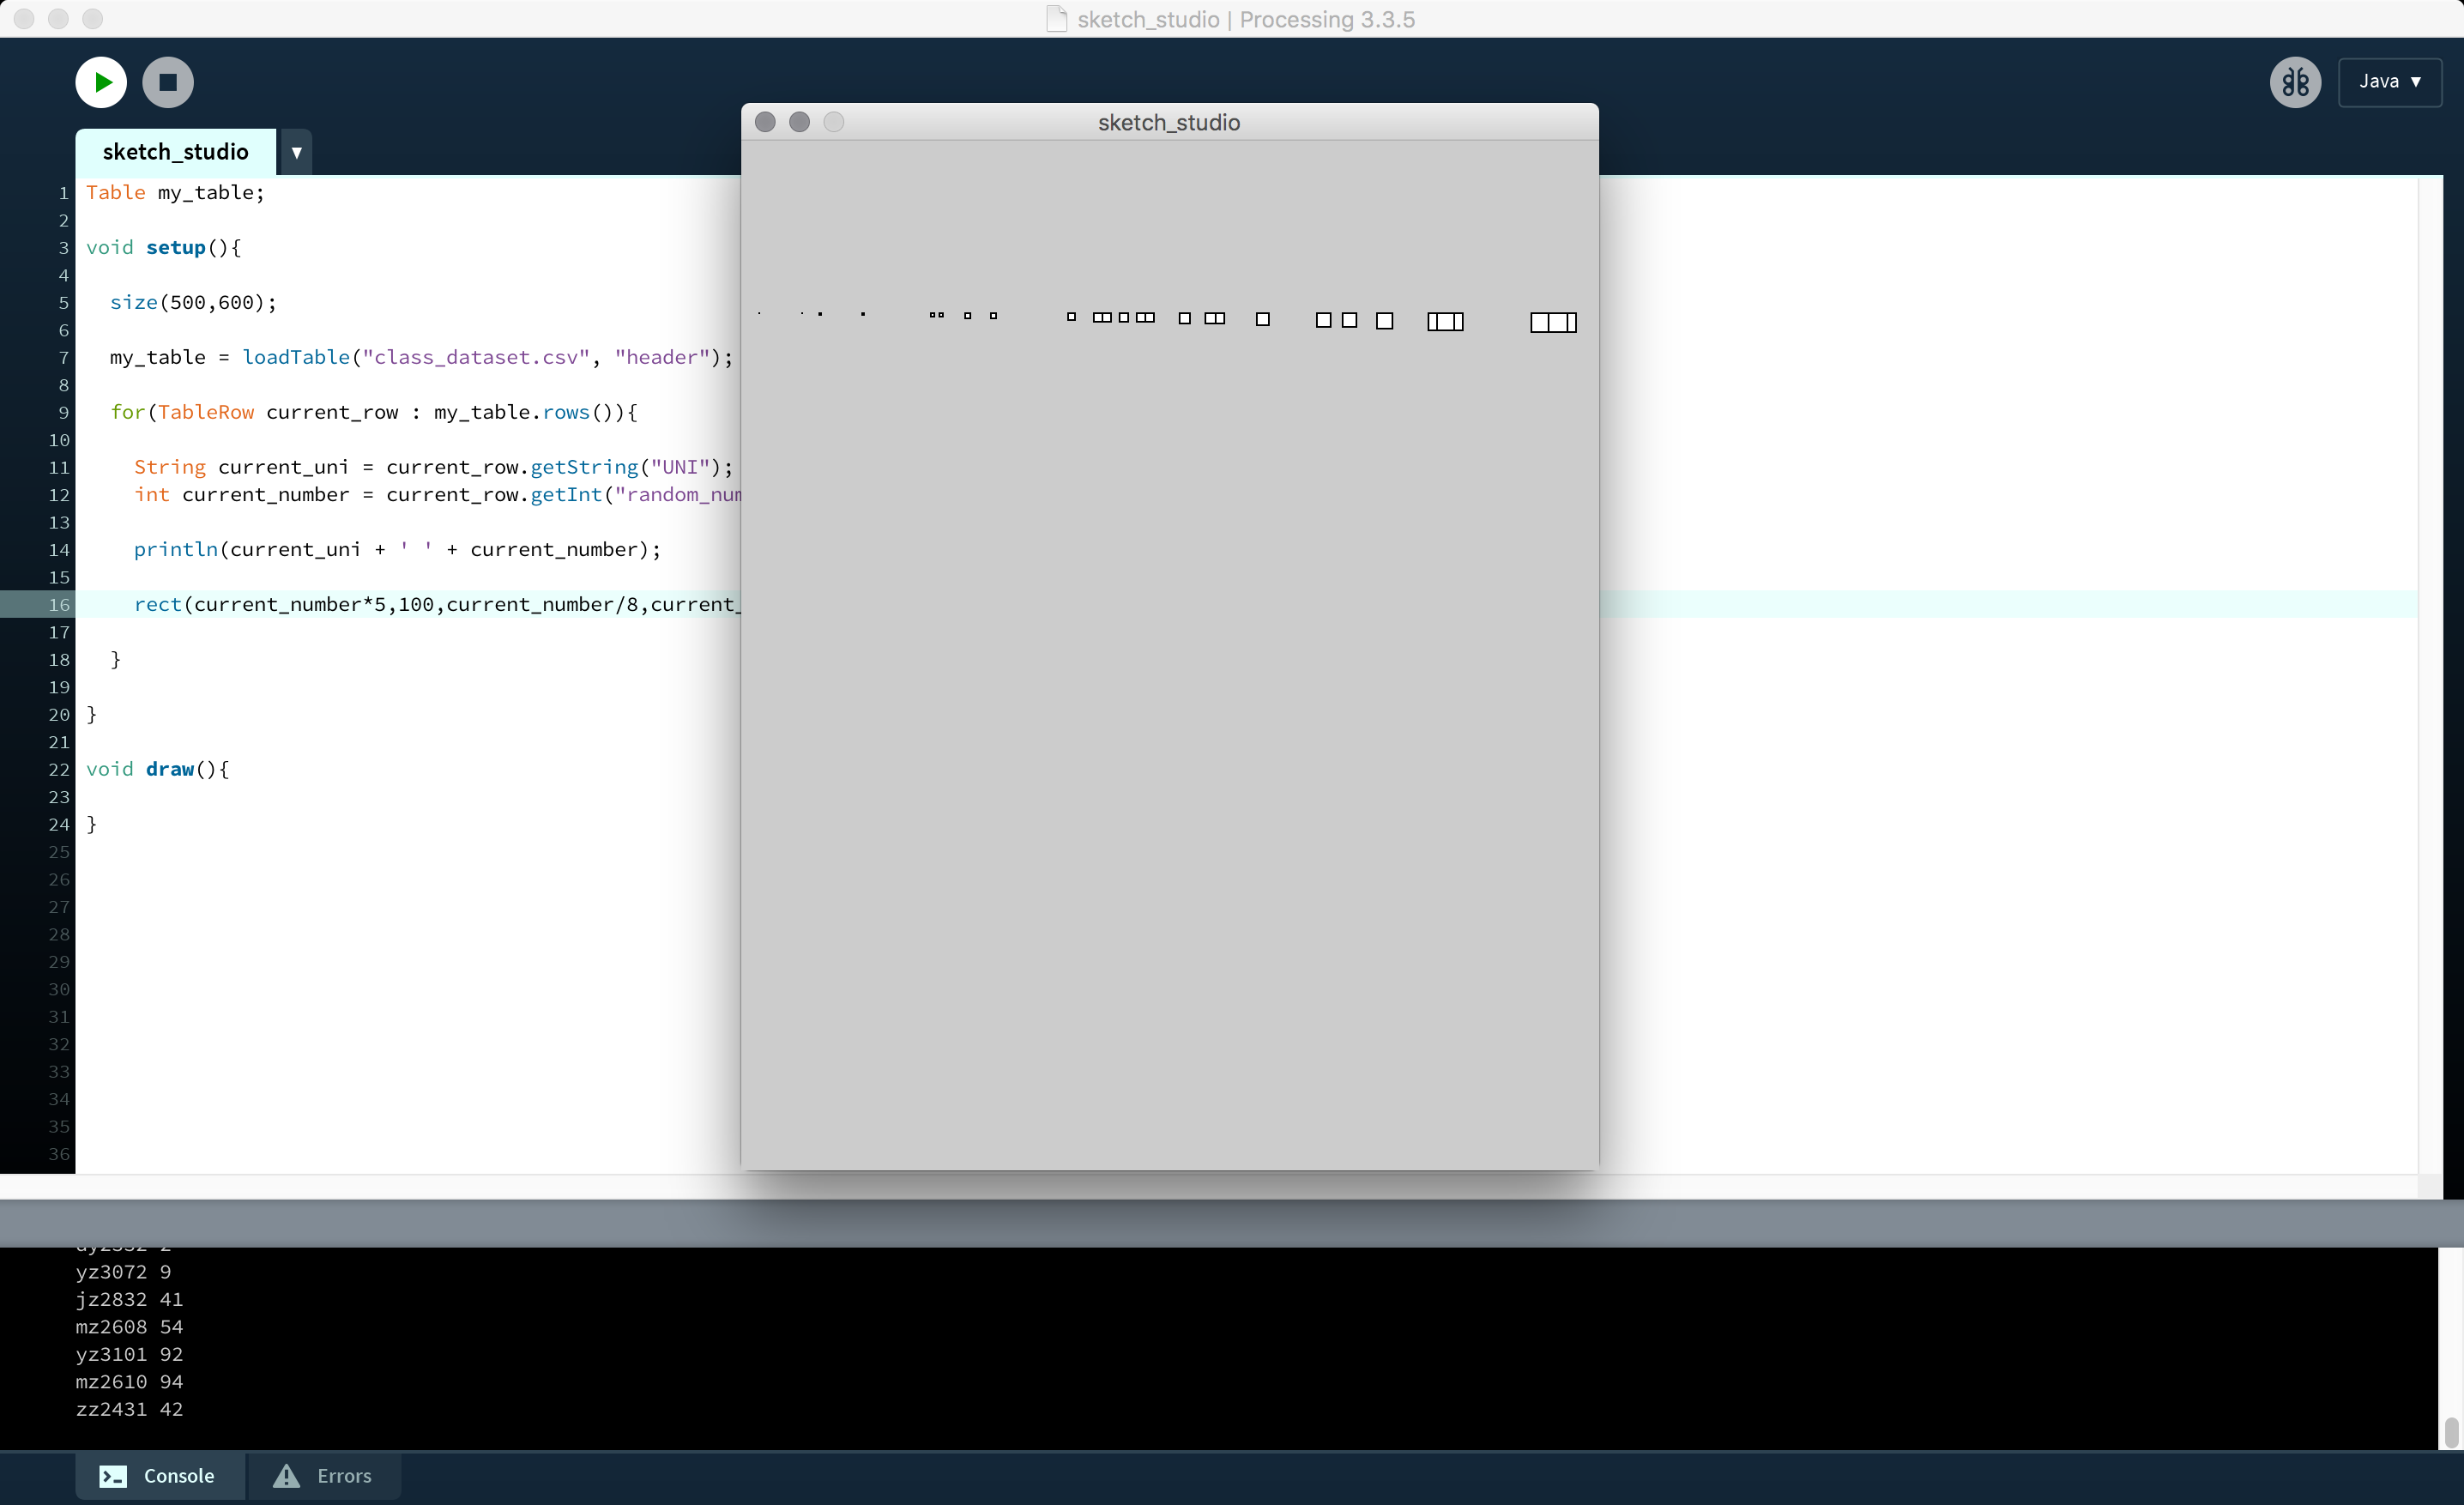 sketch_studio | Processing 3.3.5
Java ▼
sketch_studio ▼
sketch_studio
1 Table my_table;
2
3 void setup(){
4
5 size(500,600);
6
7 my_table = loadTable("class_dataset.csv", "header");
8
9 for(TableRow current_row : my_table.rows()){
10
11 String current_uni = current_row.getString("UNI");
12 int current_number = current_row.getInt("random_num
13
14 println(current_uni + ' ' + current_number);
15
16 rect(current_number*5,100,current_number/8,current_
17
18 }
19
20 }
21
22 void draw(){
23
24 }
25
26
27
28
29
30
31
32
33
34
35
36
yz3072 9
jz2832 41
mz2608 54
yz3101 92
mz2610 94
zz2431 42
Console
Errors